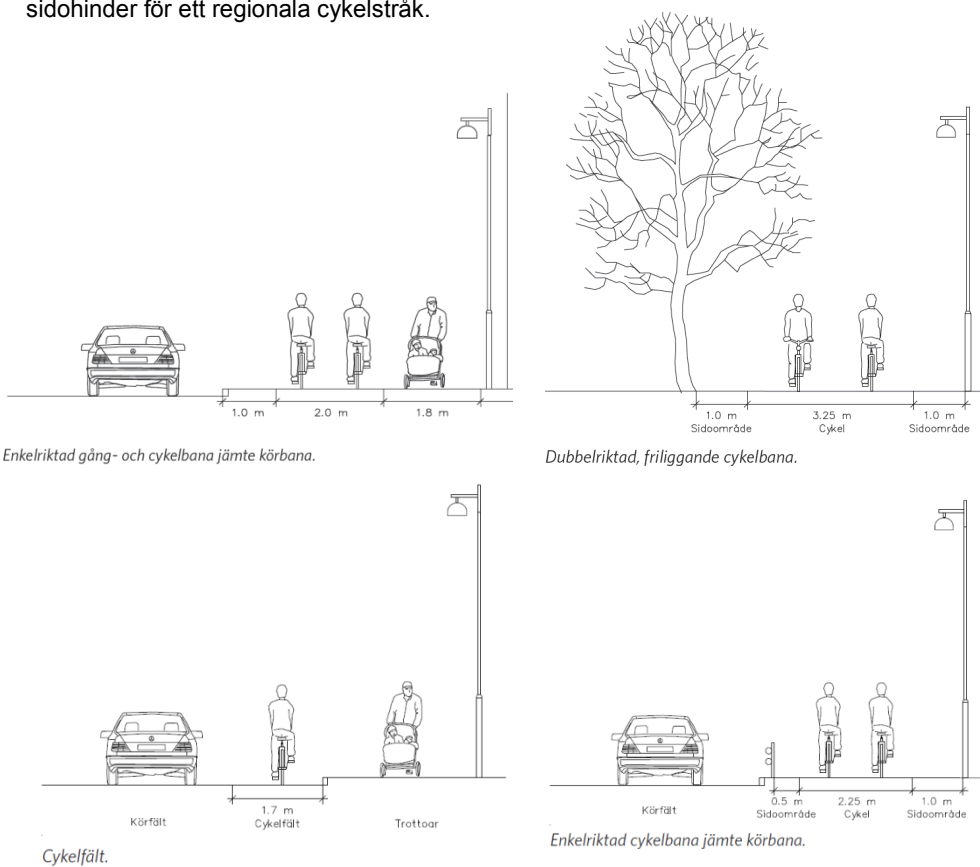 sidohinder för ett regionala cykelstråk.
1.0 m 2.0 m 1.8 m
Enkelriktad gång- och cykelbana jämte körbana.
1.0 m 3.25 m 1.0 m
Sidoområde Cykel Sidoområde
Dubbelriktad, friliggande cykelbana.
1.7 m
Körfält Cykelfält Trottoar
Cykelfält.
0.5 m 2.25 m 1.0 m
Körfält Sidoområde Cykel Sidoområde
Enkelriktad cykelbana jämte körbana.